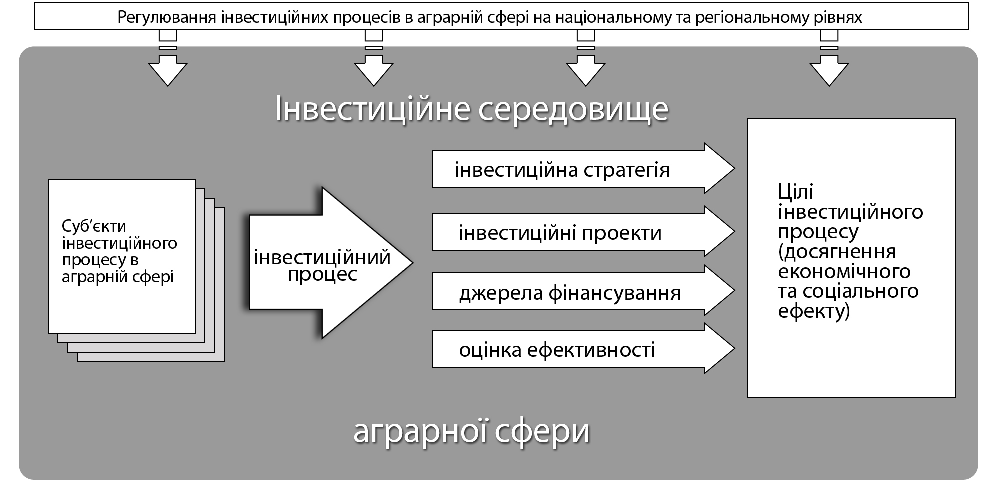 Регулювання інвестиційних процесів в аграрній сфері на національному та регіональному рівнях
Інвестиційне середовище
Суб’єкти
інвестиційного
процесу в
аграрній сфері
інвестиційний
процес
інвестиційна стратегія
інвестиційні проекти
джерела фінансування
оцінка ефективності
Цілі
інвестиційного
процесу
(досягнення
економічного
та соціального
ефекту)
аграрної сфери